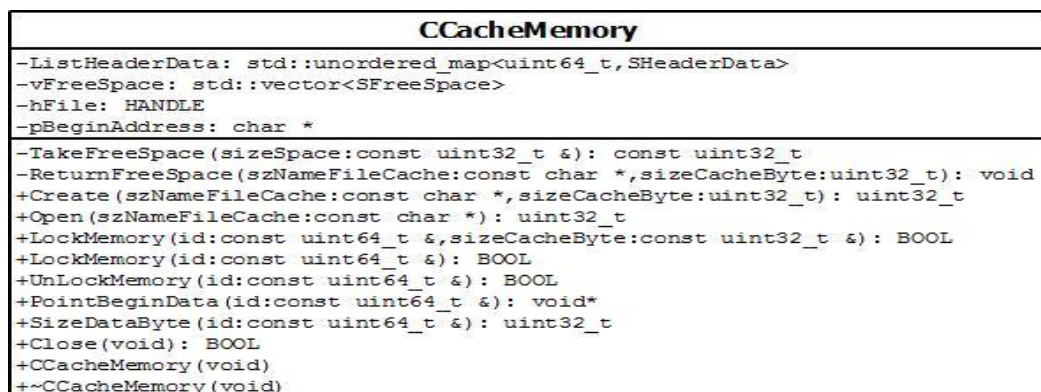 CCacheMemory
-ListHeaderData: std::unordered_map<uint64_t,SHeaderData>
-vFreeSpace: std::vector<SFreeSpace>
-hFile: HANDLE
-pBeginAddress: char *
-TakeFreeSpace(sizeSpace:const uint32_t &): const uint32_t
-ReturnFreeSpace(szNameFileCache:const char *,sizeCacheByte:uint32_t): void
+Create(szNameFileCache:const char *,sizeCacheByte:uint32_t): uint32_t
+Open(szNameFileCache:const char *): uint32_t
+LockMemory(id:const uint64_t &,sizeCacheByte:const uint32_t &): BOOL
+LockMemory(id:const uint64_t &): BOOL
+UnLockMemory(id:const uint64_t &): BOOL
+PointBeginData(id:const uint64_t &): void*
+SizeDataByte(id:const uint64_t &): uint32_t
+Close(void): BOOL
+CCacheMemory(void)
+~CCacheMemory(void)